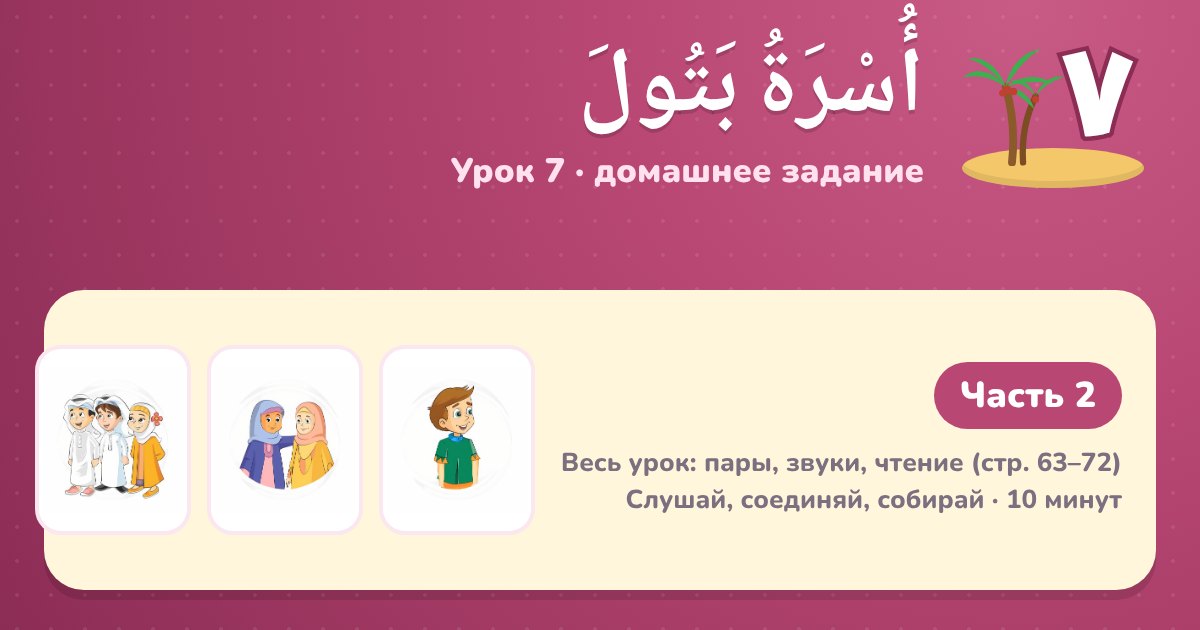 أُسْرَةُ بَتُولَ
٧
Урок 7 · домашнее задание
Часть 2
Весь урок: пары, звуки, чтение (стр. 63–72)
Слушай, соединяй, собирай · 10 минут